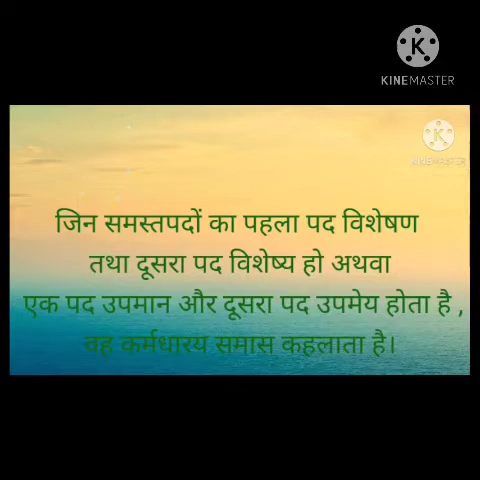 KINEMASTER
KINEMASTER
जिन समस्तपदों का पहला पद विशेषण
तथा दूसरा पद विशेष्य हो अथवा
एक पद उपमान और दूसरा पद उपमेय होता है ,
वह कर्मधारय समास कहलाता है।